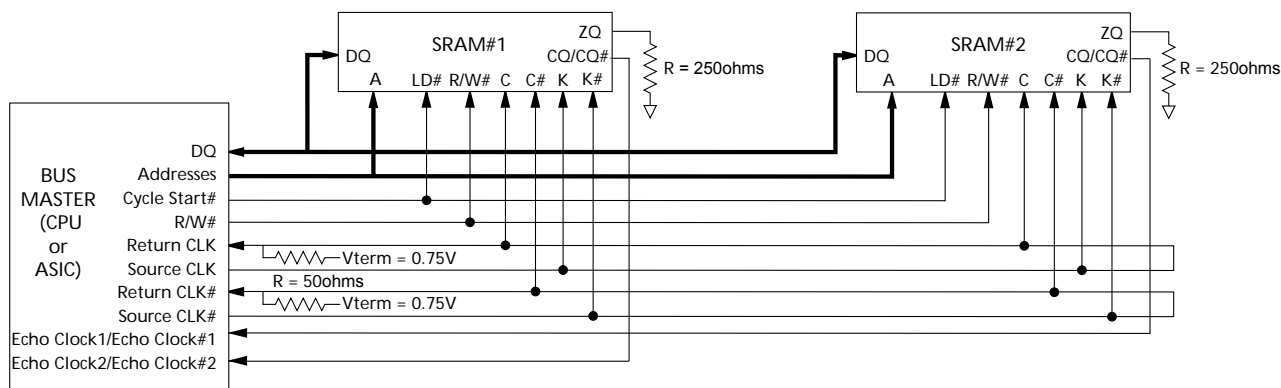 SRAM#1
ZQ
DQ
CQ/CQ#
A
LD#
R/W#
C
C#
K
K#
R = 250ohms
SRAM#2
ZQ
DQ
CQ/CQ#
A
LD#
R/W#
C
C#
K
K#
R = 250ohms
BUS
MASTER
(CPU
or
ASIC)
DQ
Addresses
Cycle Start#
R/W#
Return CLK
Source CLK
Return CLK#
Source CLK#
Echo Clock1/Echo Clock#1
Echo Clock2/Echo Clock#2
Vterm = 0.75V
R = 50ohms
Vterm = 0.75V